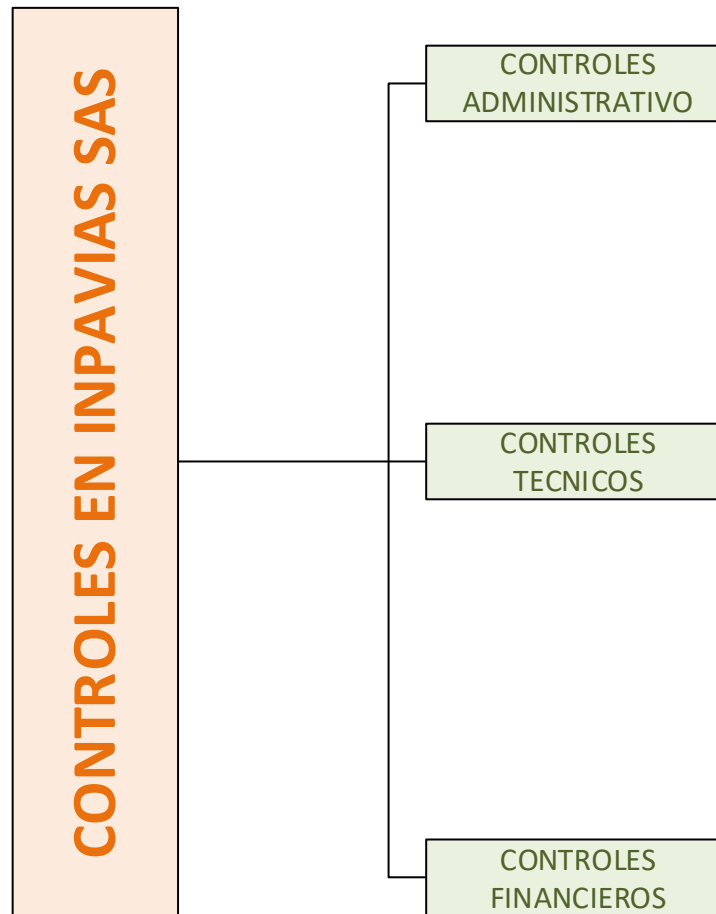 CONTROLES EN INPAVIAS SAS
CONTROLES
ADMINISTRATIVO
CONTROLES
TECNICOS
CONTROLES
FINANCIEROS